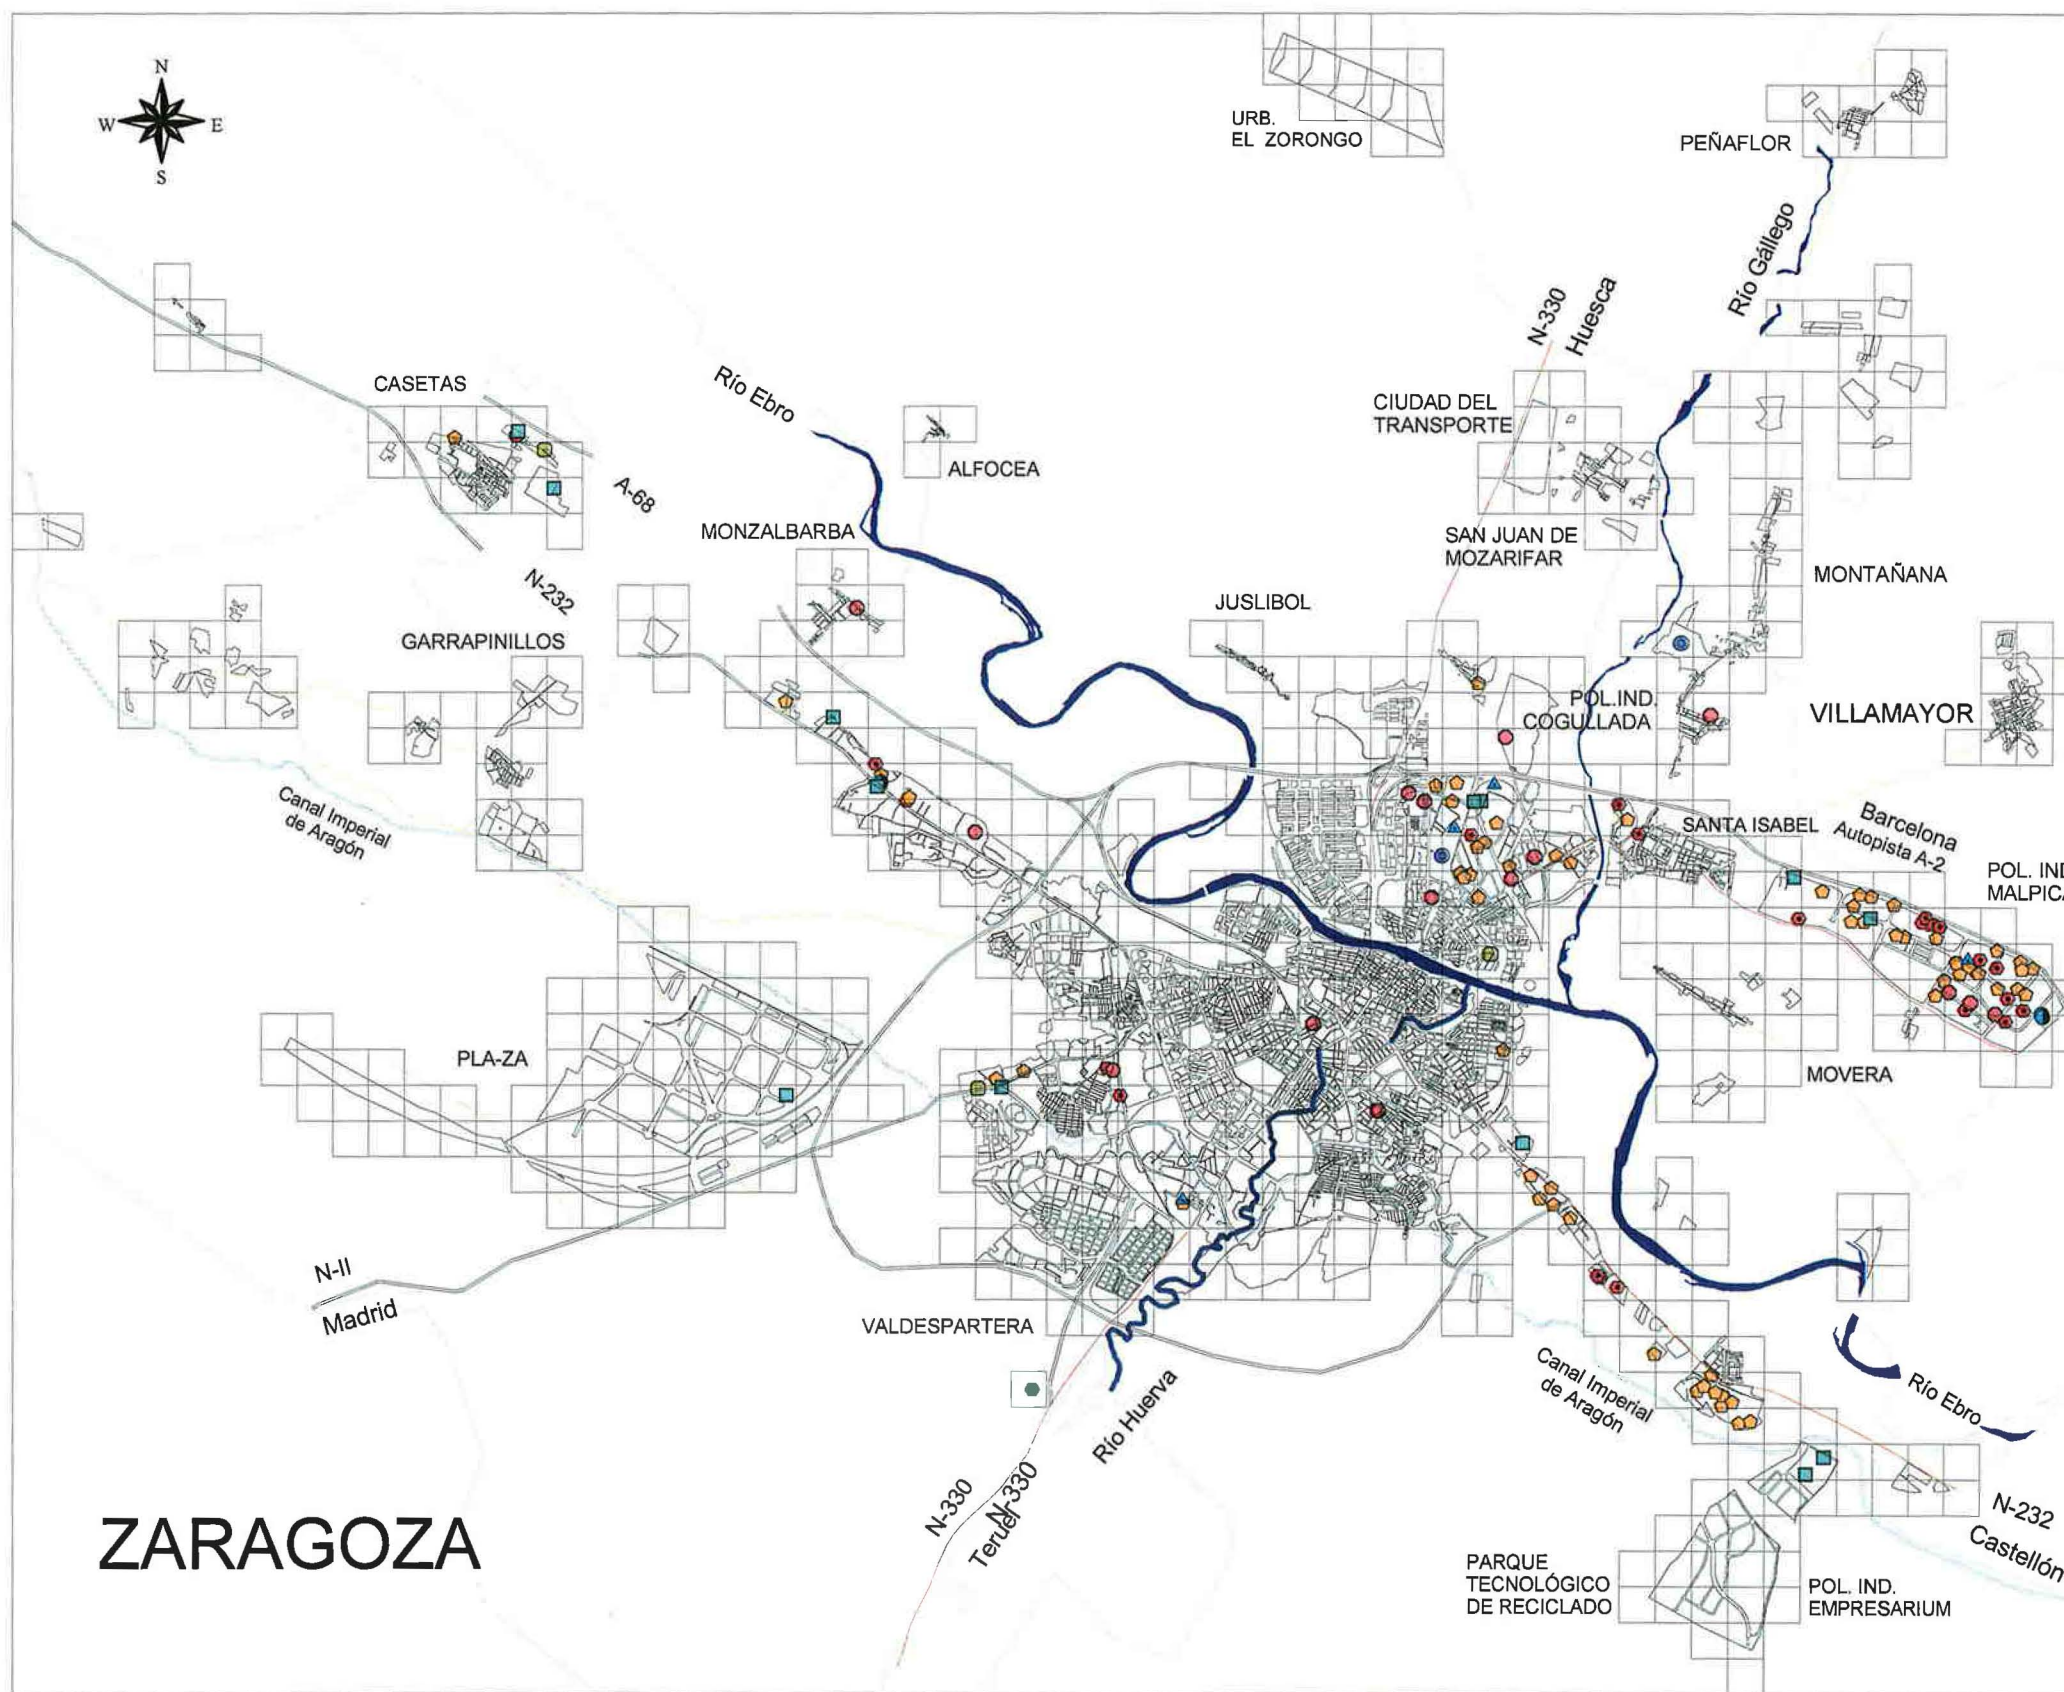 N
W E
S
URB.
EL ZORONGO
PEÑAFLOR
Río Gállego
N-330
Huesca
CASETAS
Río Ebro
CIUDAD DEL
TRANSPORTE
ALFOCEA
A-68
MONZALBARBA
SAN JUAN DE
MOZARIFAR
MONTAÑANA
N-232
JUSLIBOL
GARRAPINILLOS
POL.IND.
COGULLADA
VILLAMAYOR
Canal Imperial
de Aragón
SANTA ISABEL
Barcelona
Autopista A-2
POL. IND
MALPICA
PLA-ZA
MOVERA
N-II
Madrid
VALDESPARTERA
Canal Imperial
de Aragón
Río Huerva
Río Ebro
N-330
N-330
Teruel
N-232
Castellón
ZARAGOZA
PARQUE
TECNOLÓGICO
DE RECICLADO
POL. IND.
EMPRESARIUM